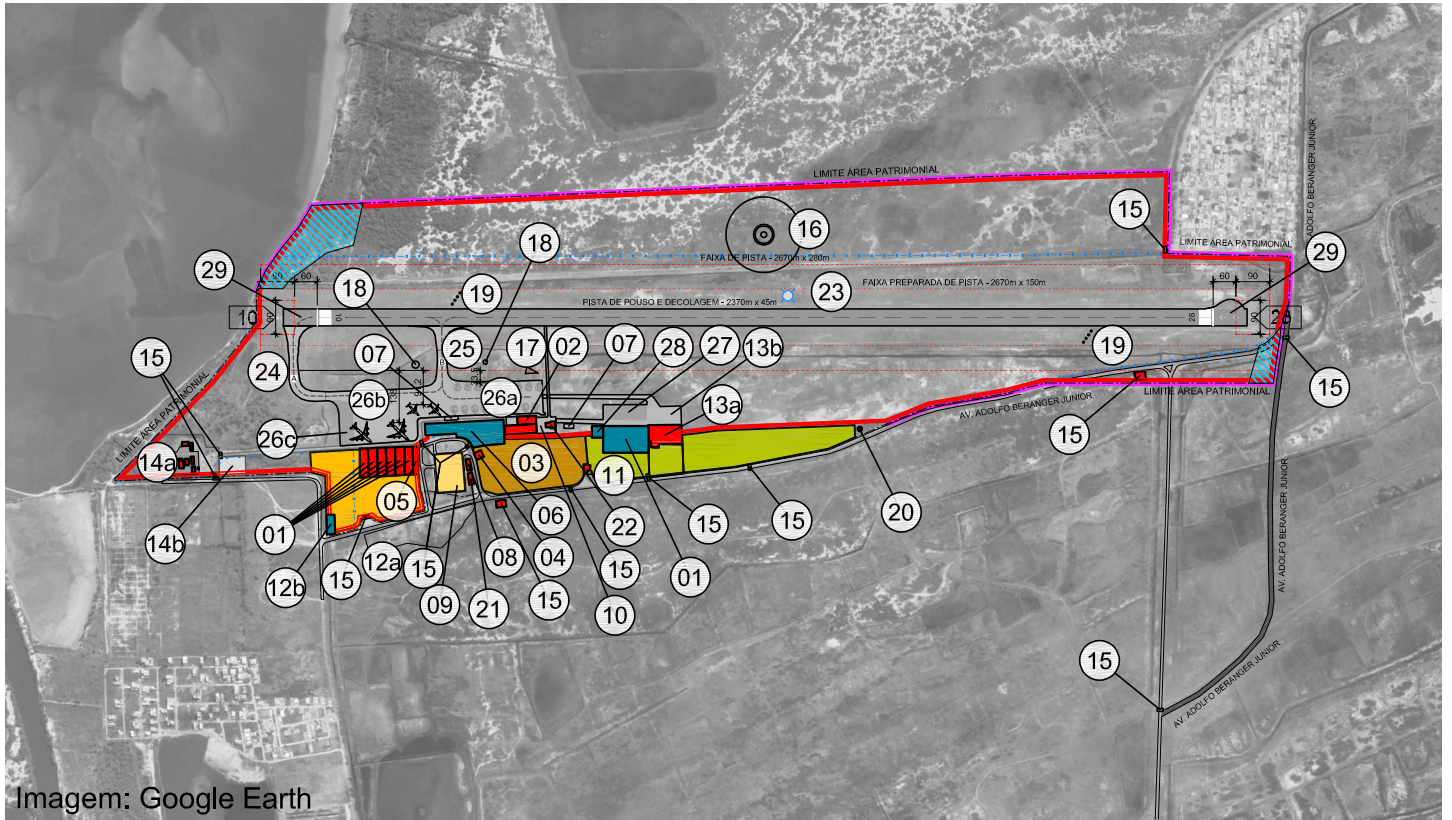 LIMITE ÁREA PATRIMONIAL
AV. ADOLFO BERANGER JUNIOR
15
16
18
LIMITE ÁREA PATRIMONIAL
29
FAIXA DE PISTA - 2670m x 280m
29
60
18
19
FAIXA PREPARADA DE PISTA - 2670m x 150m
60
90
23
PISTA DE POUSO E DECOLAGEM - 2370m x 45m
10
10
28
90
19
07
25
17
02
07
28
27
13b
15
24
A
B
15
LIMITE ÁREA PATRIMONIAL
26b
26a
13a
AV. ADOLFO BERANGER JUNIOR
LIMITE ÁREA PATRIMONIAL
15
26c
15
20
14a
03
11
05
01
14b
06
22
15
15
12a
15
08
04
15
01
12b
15
09
21
15
10
AV. ADOLFO BERANGER JUNIOR
15
AV. ADOLFO BERANGER JUNIOR
Imagem: Google Earth